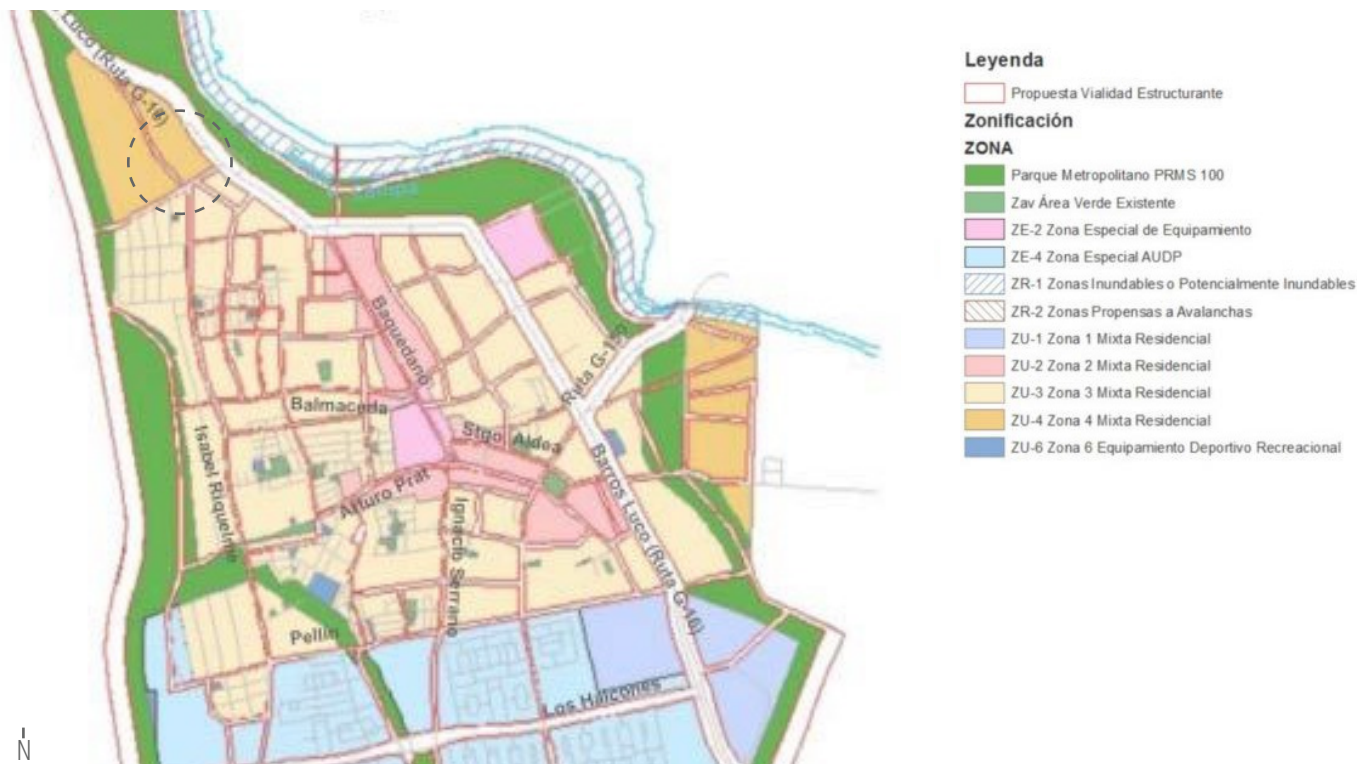 Luco (Ruta G-16)
Baquedano
Ruta G-150
Balmaceda
Stgo. Aldea
Isabel Riquelme
Arturo Prat
Ignacio Serrano
Barros Luco (Ruta G-16)
Pellin
Los Halcones
N
Leyenda
Propuesta Vialidad Estructurante
Zonificación
ZONA
Parque Metropolitano PRMS 100
Zav Área Verde Existente
ZE-2 Zona Especial de Equipamiento
ZE-4 Zona Especial AUDP
ZR-1 Zonas Inundables o Potencialmente Inundables
ZR-2 Zonas Propensas a Avalanchas
ZU-1 Zona 1 Mixta Residencial
ZU-2 Zona 2 Mixta Residencial
ZU-3 Zona 3 Mixta Residencial
ZU-4 Zona 4 Mixta Residencial
ZU-6 Zona 6 Equipamiento Deportivo Recreacional